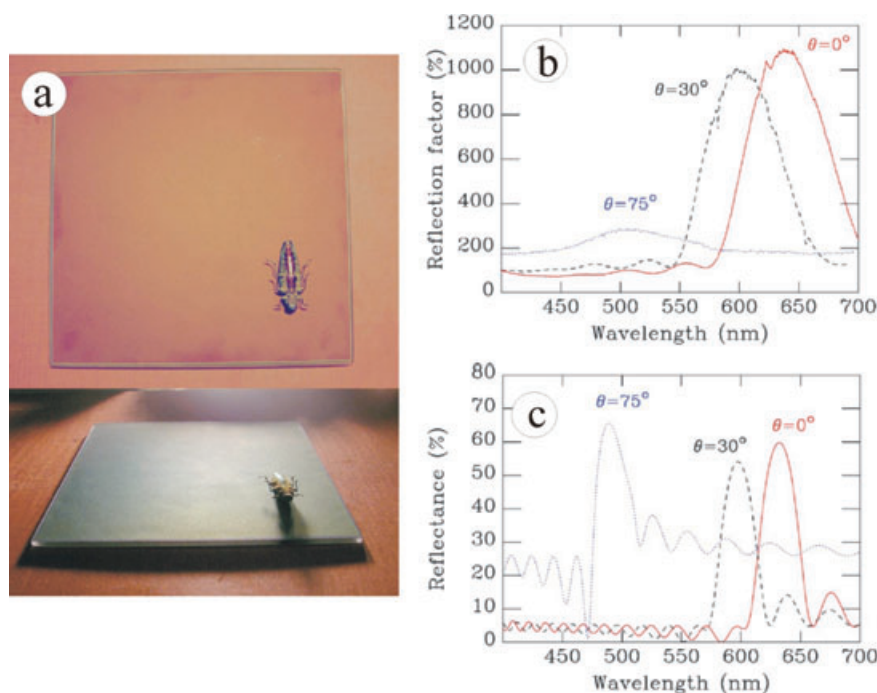 a
b
Reflection factor (%)
1200
1000
800
600
400
200
0
θ=0°
θ=30°
θ=75°
450 500 550 600 650 700
Wavelength (nm)
c
Reflectance (%)
80
70
60
50
40
30
20
10
0
θ=75°
θ=30°
θ=0°
450 500 550 600 650 700
Wavelength (nm)